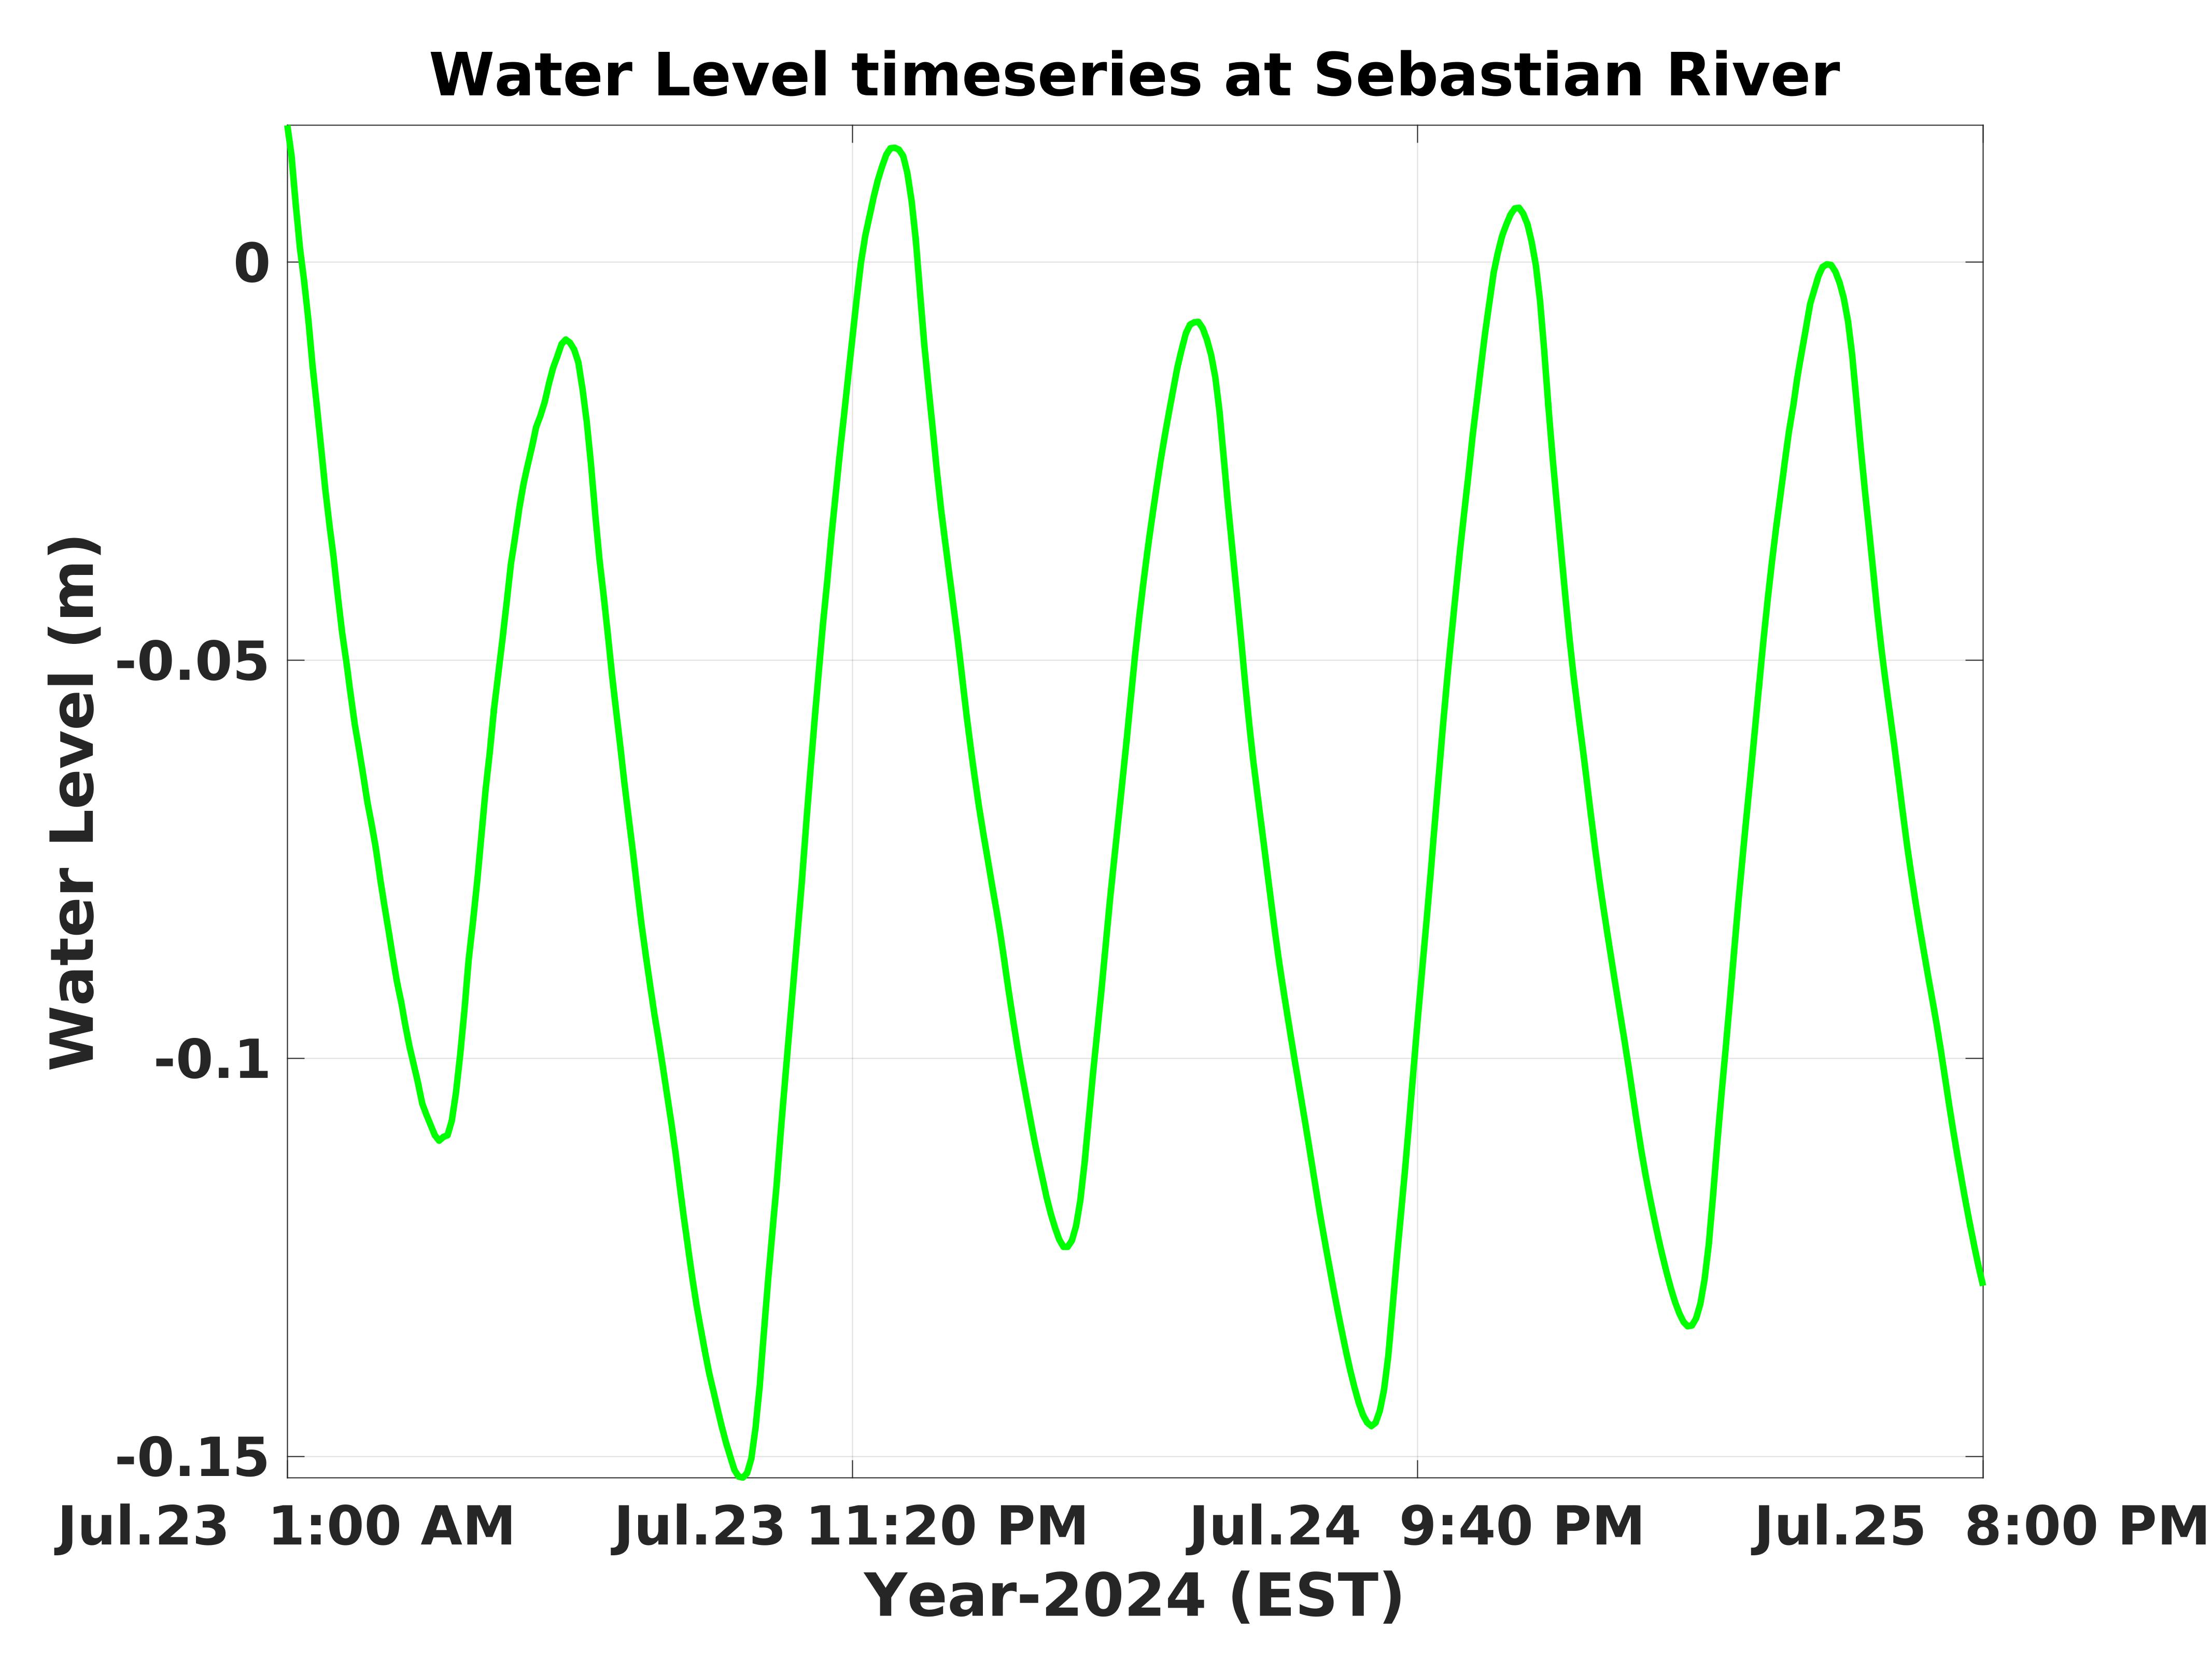 Water Level timeseries at Sebastian River
Water Level (m)
0
-0.05
-0.1
-0.15
Jul.23 1:00 AM
Jul.23 11:20 PM
Jul.24 9:40 PM
Jul.25 8:00 PM
Year-2024 (EST)